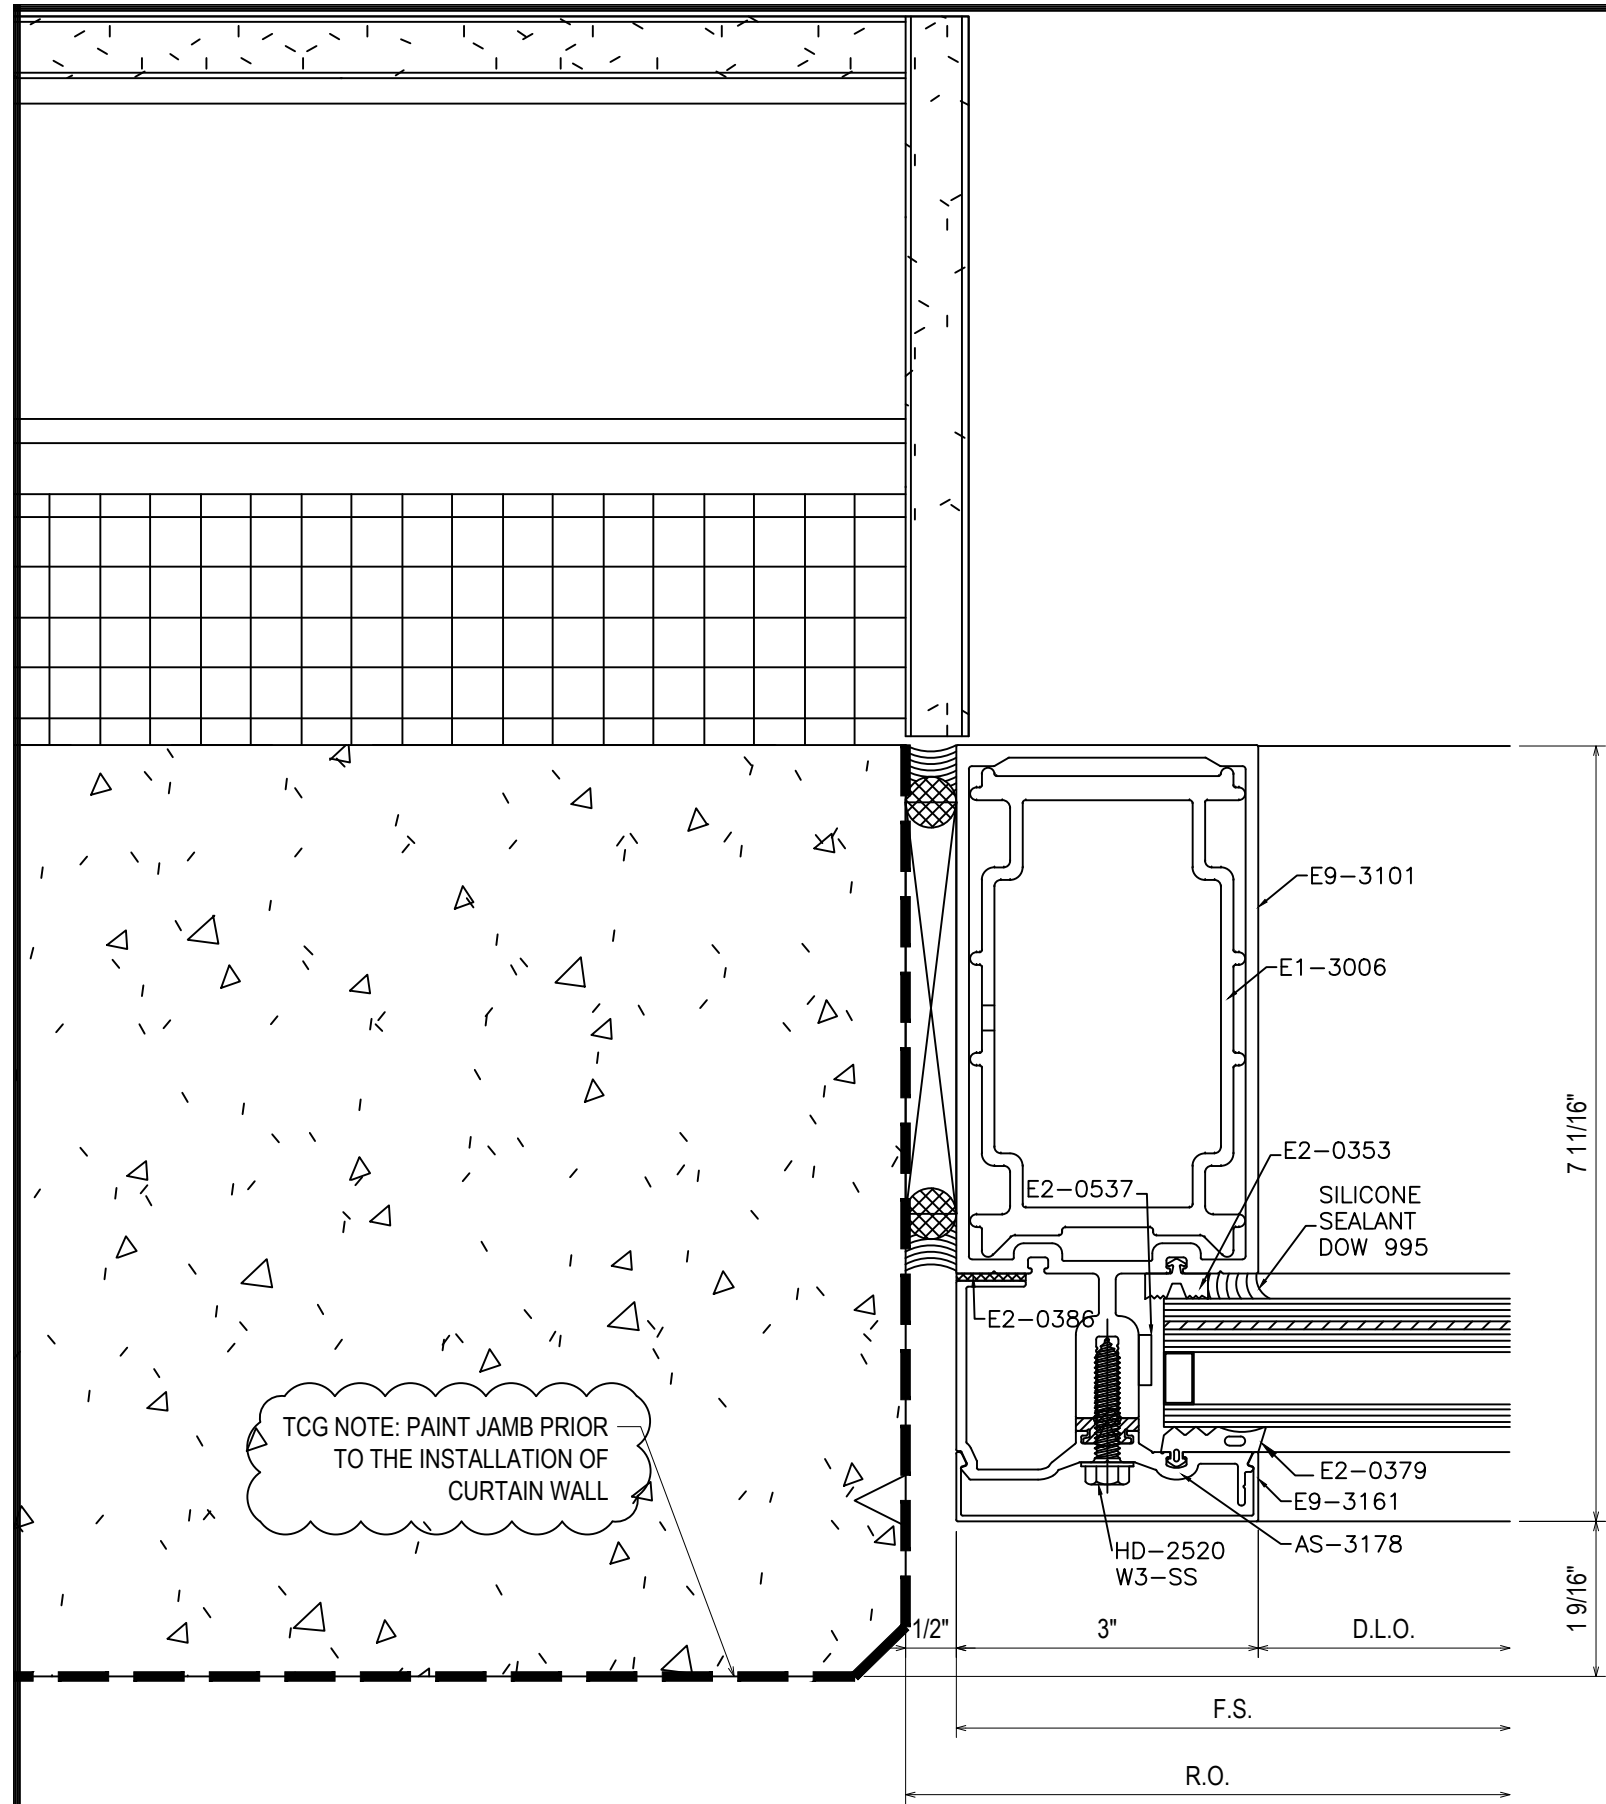 E9-3101
E1-3006
E2-0353
E2-0537
SILICONE
SEALANT
DOW 995
E2-0386
TCG NOTE: PAINT JAMB PRIOR
TO THE INSTALLATION OF
CURTAIN WALL
E2-0379
E9-3161
AS-3178
HD-2520
W3-SS
7 11/16"
1 9/16"
1/2"
3"
D.L.O.
F.S.
R.O.